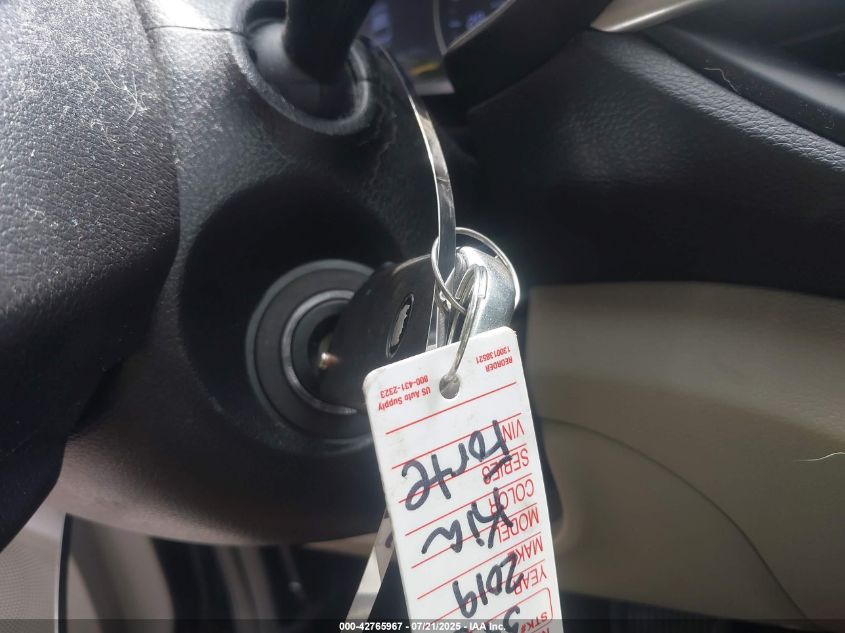 REORDER
1300138521
US Auto Supply
800-431-2323
VIN
SERIES
COLOR
MODEL
MAKE
YEAR
STK#
Forte
Kia
2019
000-42765967 - 07/21/2025 - IAA Inc.